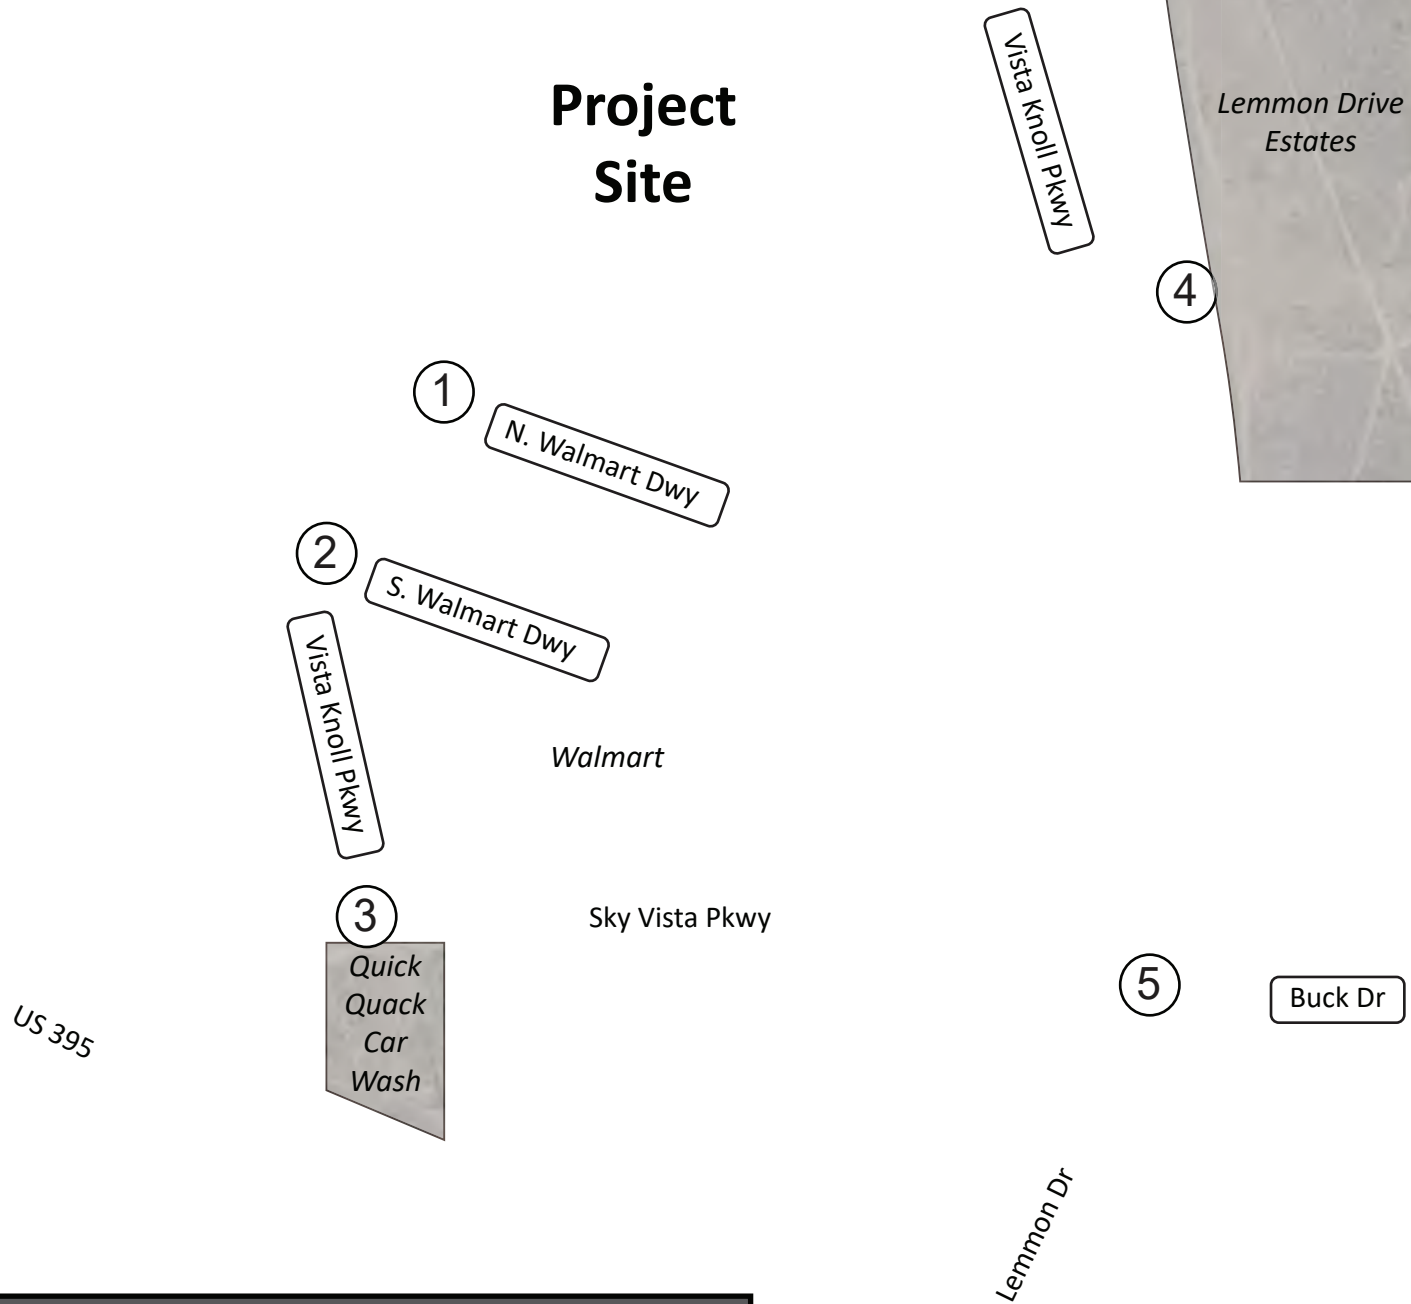 Project
Site
Vista Knoll Pkwy
Lemmon Drive
Estates
4
1
N. Walmart Dwy
2
S. Walmart Dwy
Vista Knoll Pkwy
Walmart
3
Sky Vista Pkwy
Quick
Quack
Car
Wash
US 395
5
Buck Dr
Lemmon Dr